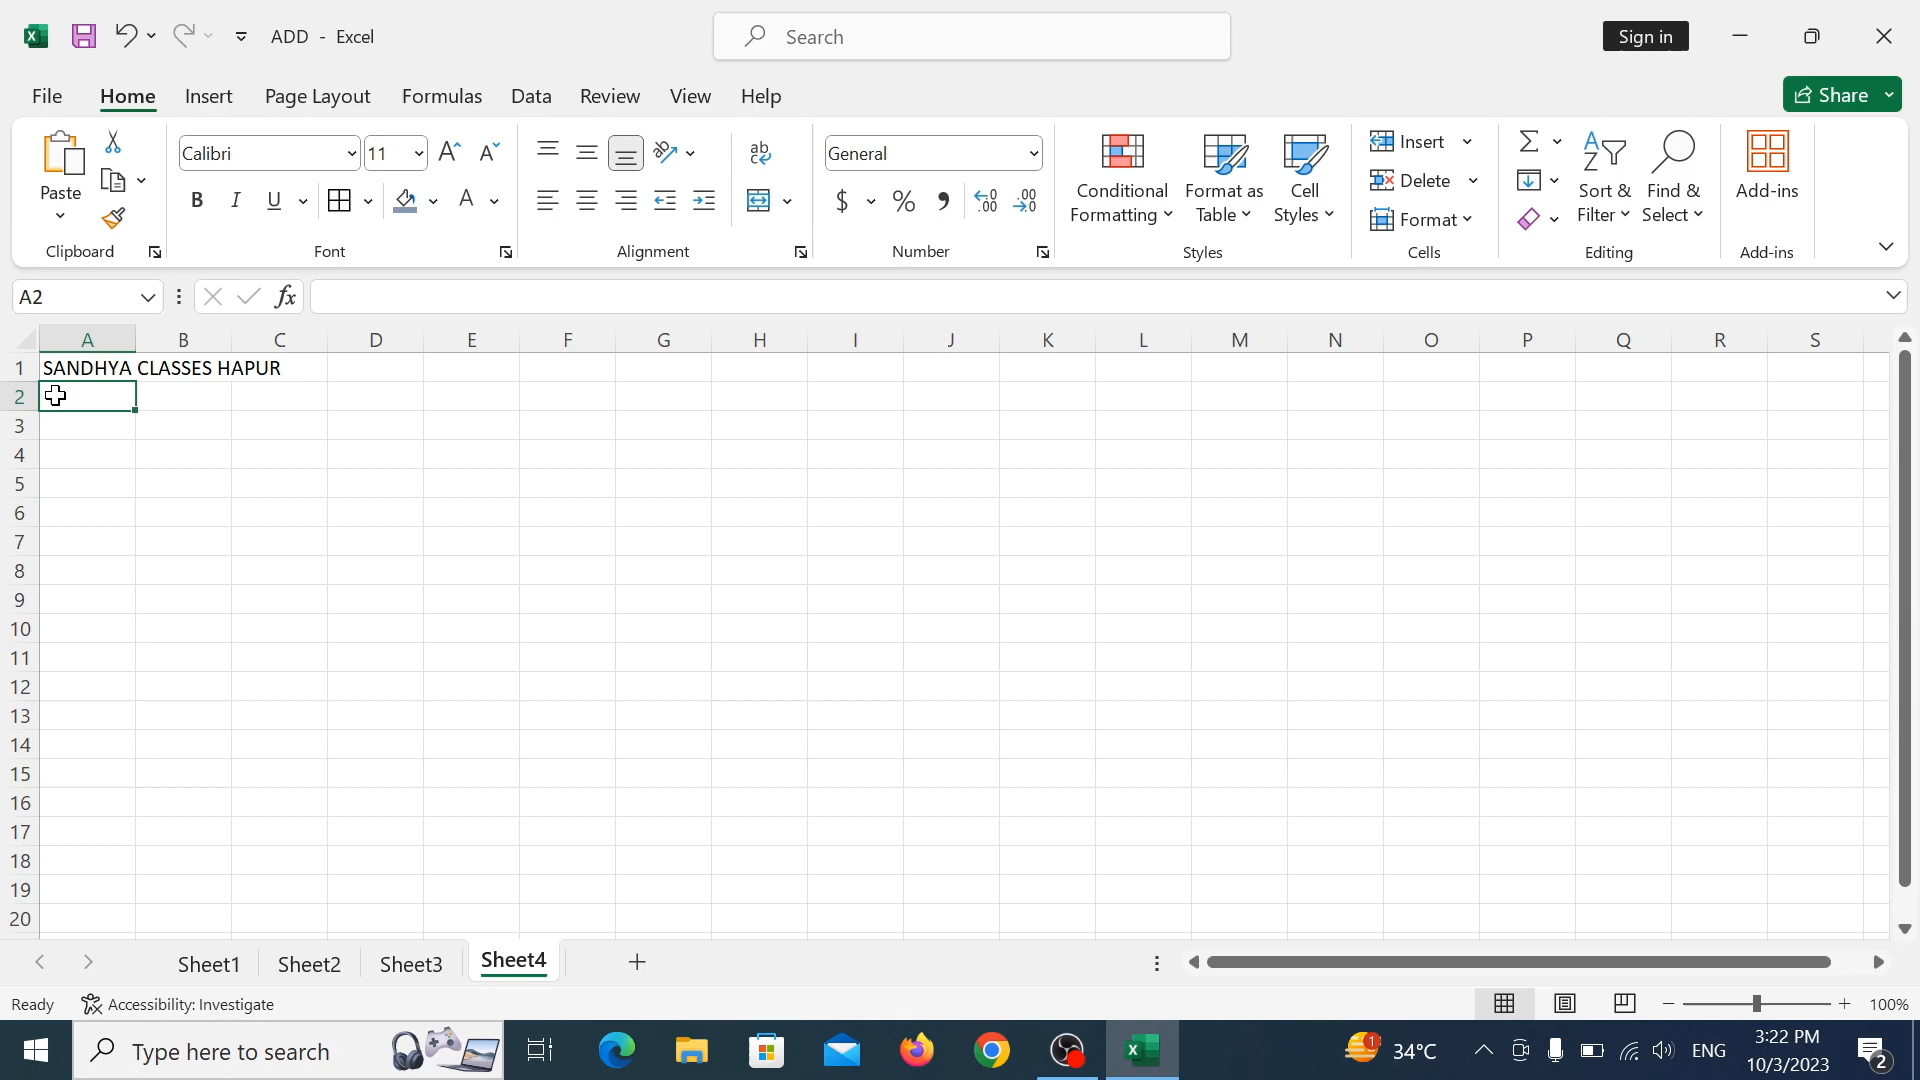 ADD - Excel
Search
Sign in
File Home Insert Page Layout Formulas Data Review View Help
Share
Paste
Clipboard
Calibri 11
B I U A
Font
ab
Alignment
General
$ % ,
Number
Conditional Formatting
Format as Table
Cell Styles
Styles
Insert
Delete
Format
Cells
Sort & Filter
Find & Select
Editing
Add-ins
Add-ins
A2 fx
A B C D E F G H I J K L M N O P Q R S
1 SANDHYA CLASSES HAPUR
2
3
4
5
6
7
8
9
10
11
12
13
14
15
16
17
18
19
20
Sheet1 Sheet2 Sheet3 Sheet4
Ready Accessibility: Investigate 100%
Type here to search
1 34°C ENG
3:22 PM
10/3/2023
2